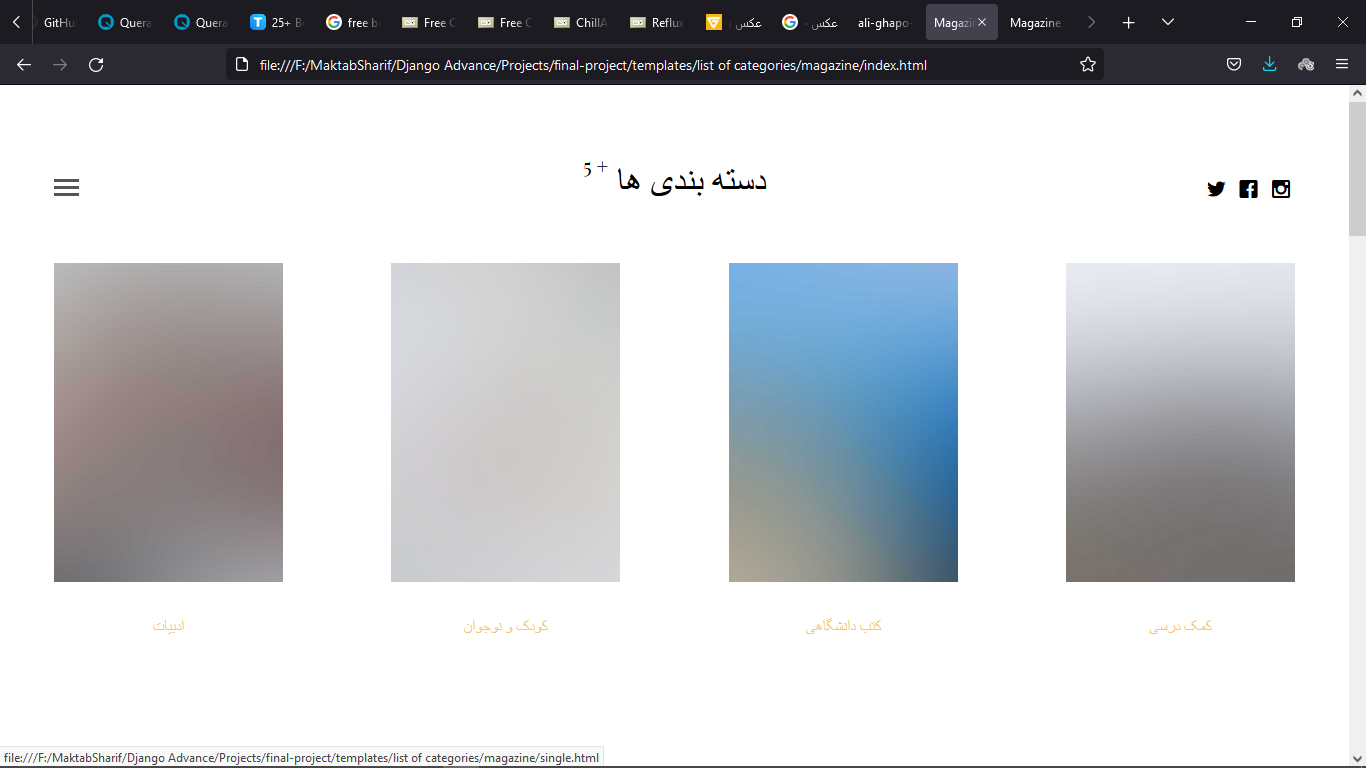 GitHu
Quera
Quera
25+ B
free b
Free C
Free C
ChillA
Reflux
عکس
عکس -
ali-ghapo-
Magazin
Magazine
file:///F:/MaktabSharif/Django Advance/Projects/final-project/templates/list of categories/magazine/index.html
دسته بندی ها + 5
ادبیات
کودک و نوجوان
کتب دانشگاهی
کمک درسی
file:///F:/MaktabSharif/Django Advance/Projects/final-project/templates/list of categories/magazine/single.html